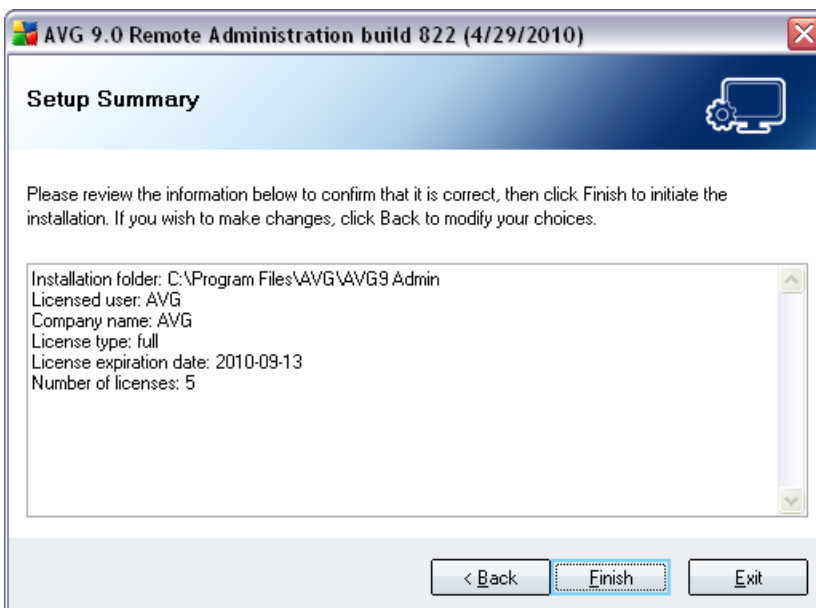 AVG 9.0 Remote Administration build 822 (4/29/2010)
Setup Summary
Please review the information below to confirm that it is correct, then click Finish to initiate the
installation. If you wish to make changes, click Back to modify your choices.
Installation folder: C:\Program Files\AVG\AVG9 Admin
Licensed user: AVG
Company name: AVG
License type: full
License expiration date: 2010-09-13
Number of licenses: 5
< Back
Finish
Exit